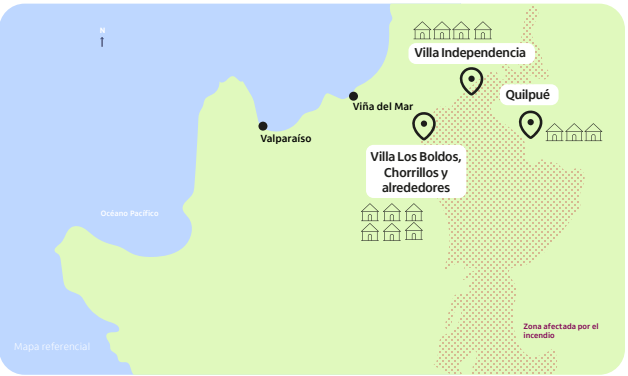 N
Villa Independencia
Quilpué
Viña del Mar
Valparaíso
Villa Los Boldos,
Chorrillos y
alrededores
Océano Pacífico
Zona afectada por el
incendio
Mapa referencial